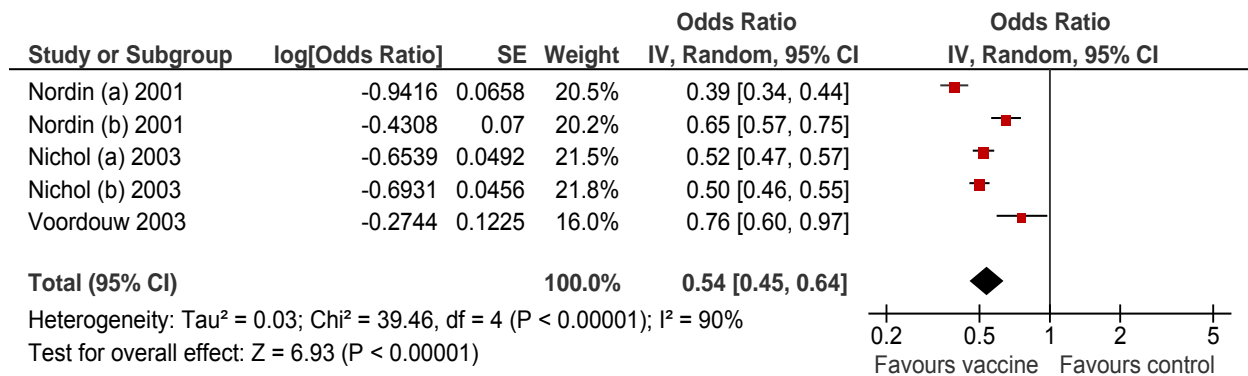 Odds Ratio Odds Ratio
Study or Subgroup log[Odds Ratio] SE Weight IV, Random, 95% CI IV, Random, 95% CI
Nordin (a) 2001 -0.9416 0.0658 20.5% 0.39 [0.34, 0.44]
Nordin (b) 2001 -0.4308 0.07 20.2% 0.65 [0.57, 0.75]
Nichol (a) 2003 -0.6539 0.0492 21.5% 0.52 [0.47, 0.57]
Nichol (b) 2003 -0.6931 0.0456 21.8% 0.50 [0.46, 0.55]
Voordouw 2003 -0.2744 0.1225 16.0% 0.76 [0.60, 0.97]
Total (95% CI) 100.0% 0.54 [0.45, 0.64]
Heterogeneity: Tau² = 0.03; Chi² = 39.46, df = 4 (P < 0.00001); I² = 90%
Test for overall effect: Z = 6.93 (P < 0.00001)
0.2 0.5 1 2 5
Favours vaccine Favours control